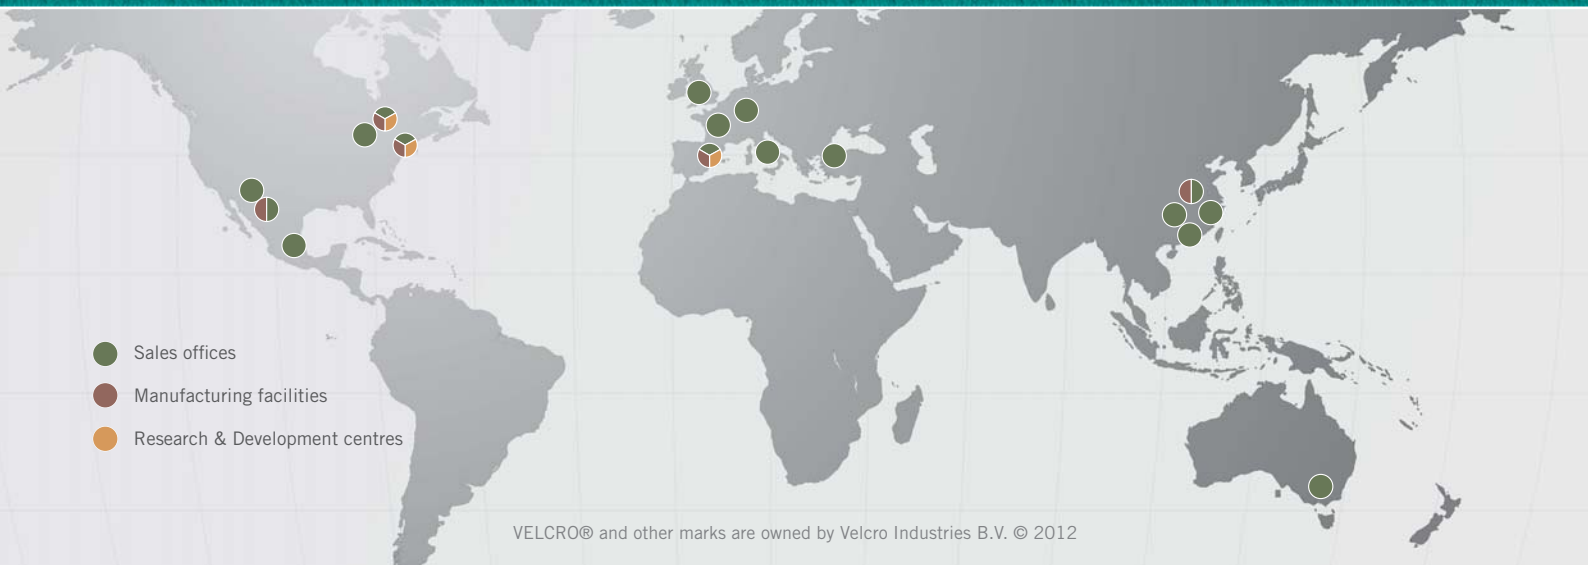 Sales offices
Manufacturing facilities
Research & Development centres
VELCRO® and other marks are owned by Velcro Industries B.V. © 2012